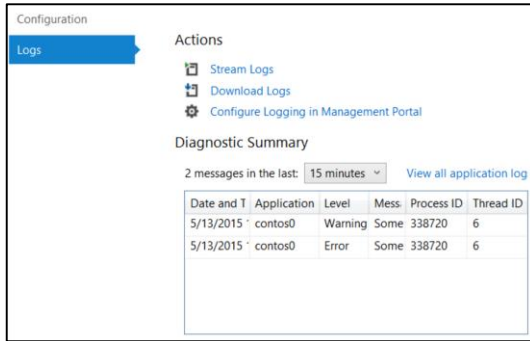 Configuration
Logs
Actions
Stream Logs
Download Logs
Configure Logging in Management Portal
Diagnostic Summary
2 messages in the last: 15 minutes View all application log
Date and T Application Level Mess Process ID Thread ID
5/13/2015 contos0 Warning Some 338720 6
5/13/2015 contos0 Error Some 338720 6